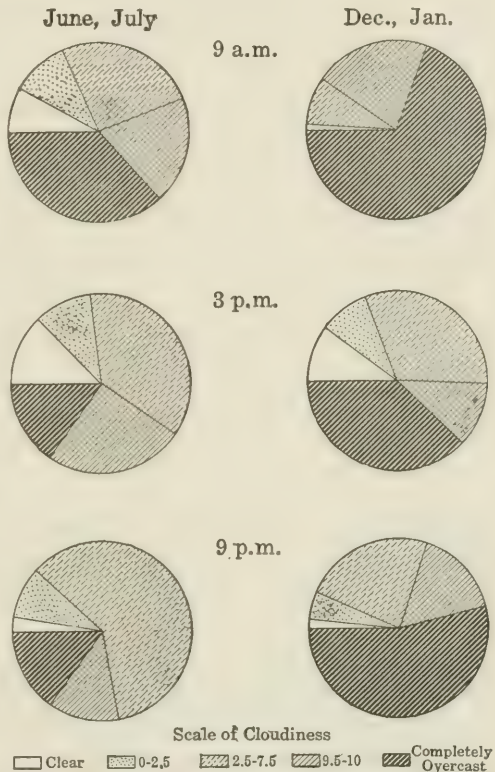 June, July Dec., Jan.
9 a.m.
3 p.m.
9 p.m.
Scale of Cloudiness
Clear 0-2.5 2.5-7.5 9.5-10 Completely
Overcast